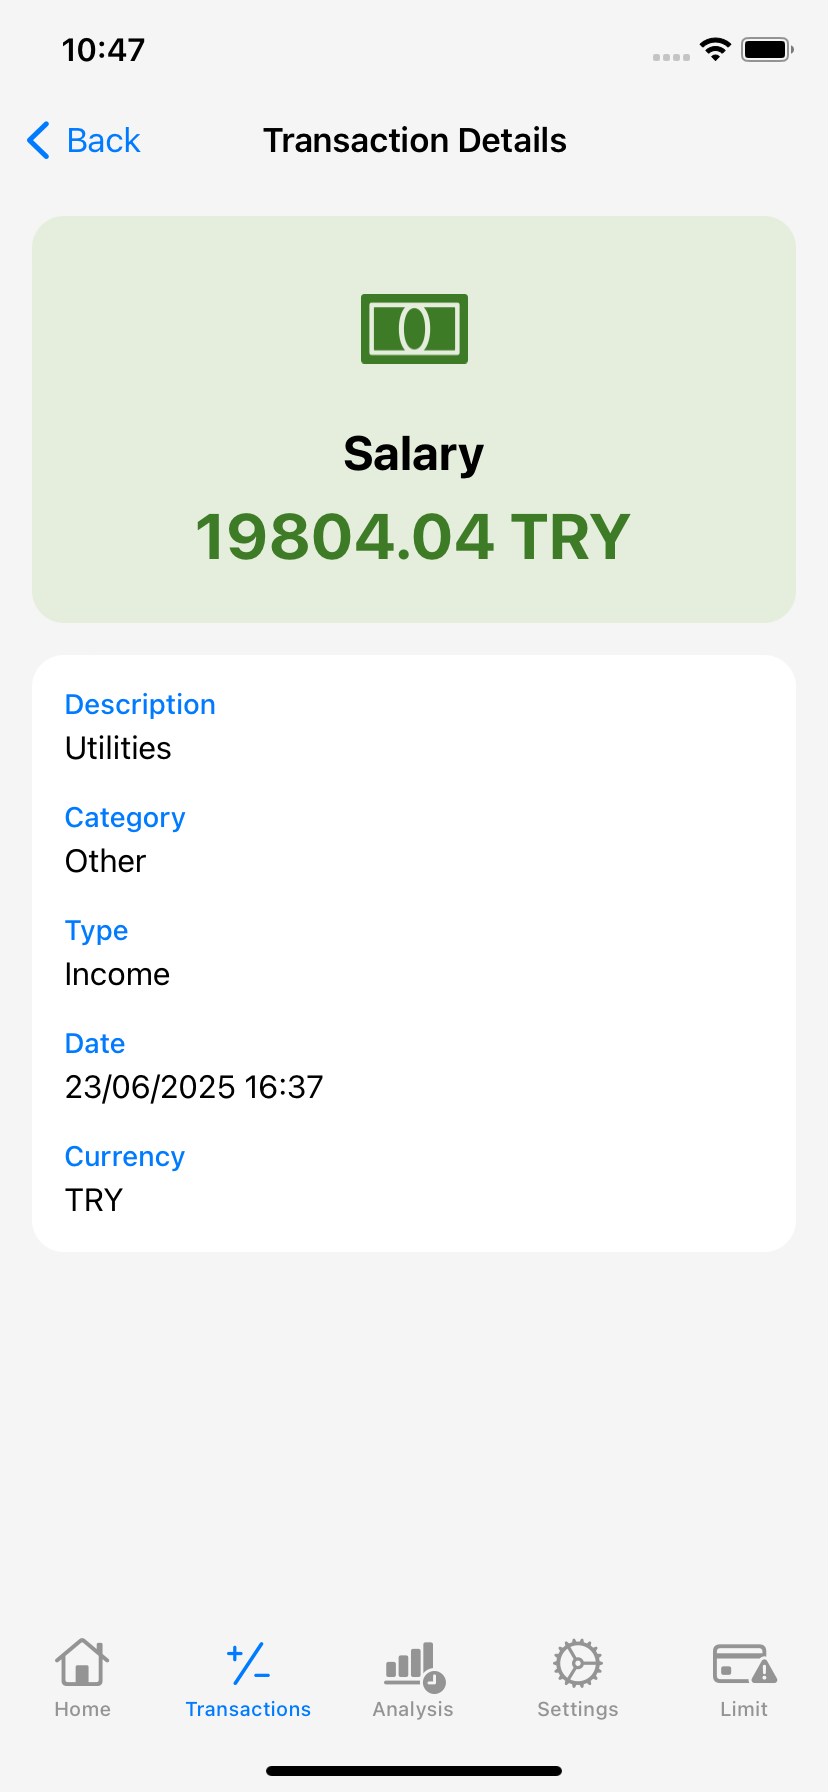 10:47
Back
Transaction Details
Salary
19804.04 TRY
Description
Utilities
Category
Other
Type
Income
Date
23/06/2025 16:37
Currency
TRY
Home
Transactions
Analysis
Settings
Limit